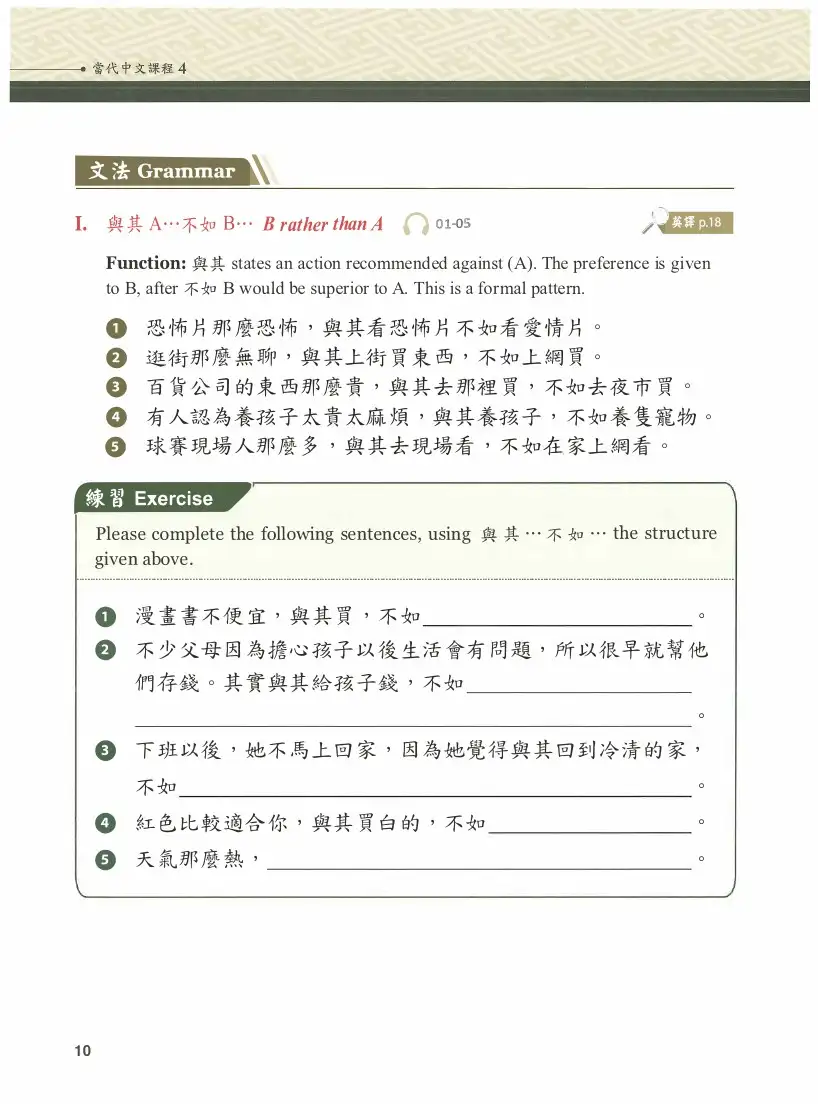 當代中文課程 4
文法 Grammar
I. 與其 A⋯不如 B⋯ B rather than A 01-05 英譯 p.18
Function: 與其 states an action recommended against (A). The preference is given
to B, after 不如 B would be superior to A. This is a formal pattern.
1 恐怖片那麼恐怖，與其看恐怖片不如看愛情片。
2 逛街那麼無聊，與其上街買東西，不如上網買。
3 百貨公司的東西那麼貴，與其去那裡買，不如去夜市買。
4 有人認為養孩子太貴太麻煩，與其養孩子，不如養隻寵物。
5 球賽現場人那麼多，與其去現場看，不如在家上網看。
練習 Exercise
Please complete the following sentences, using 與其⋯不如⋯ the structure
given above.
1 漫畫書不便宜，與其買，不如＿＿＿＿＿＿＿＿＿＿。
2 不少父母因為擔心孩子以後生活會有問題，所以很早就幫他
們存錢。其實與其給孩子錢，不如＿＿＿＿＿＿＿＿
＿＿＿＿＿＿＿＿＿＿＿＿＿＿＿＿＿＿＿＿。
3 下班以後，她不馬上回家，因為她覺得與其回到冷清的家，
不如＿＿＿＿＿＿＿＿＿＿＿＿＿＿＿＿＿＿。
4 紅色比較適合你，與其買白的，不如＿＿＿＿＿＿＿。
5 天氣那麼熱，＿＿＿＿＿＿＿＿＿＿＿＿＿＿＿。
10